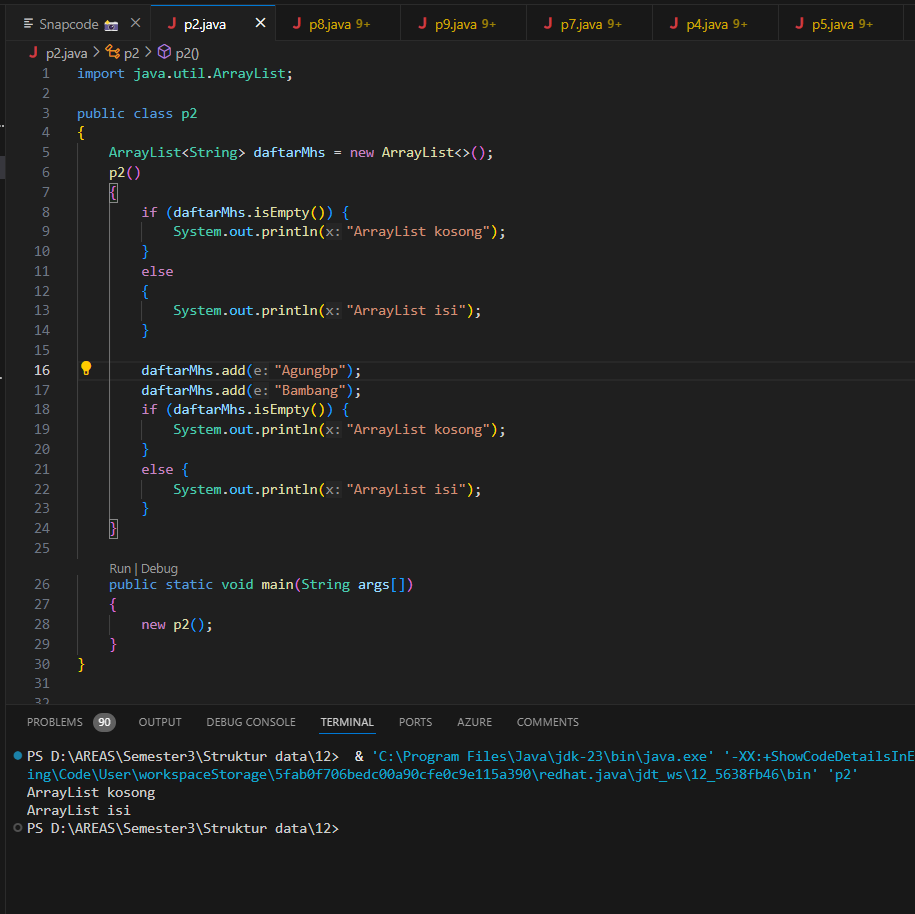 Snapcode 📸 ✕ J p2.java ✕ J p8.java 9+ J p9.java 9+ J p7.java 9+ J p4.java 9+ J p5.java 9+
J p2.java > p2 > p2()
1 import java.util.ArrayList;
2
3 public class p2
4 {
5 ArrayList<String> daftarMhs = new ArrayList<>();
6 p2()
7 {
8 if (daftarMhs.isEmpty()) {
9 System.out.println(x: "ArrayList kosong");
10 }
11 else
12 {
13 System.out.println(x: "ArrayList isi");
14 }
15
16 daftarMhs.add(e: "Agungbp");
17 daftarMhs.add(e: "Bambang");
18 if (daftarMhs.isEmpty()) {
19 System.out.println(x: "ArrayList kosong");
20 }
21 else {
22 System.out.println(x: "ArrayList isi");
23 }
24 }
25
Run | Debug
26 public static void main(String args[])
27 {
28 new p2();
29 }
30 }
31
32
PROBLEMS 90 OUTPUT DEBUG CONSOLE TERMINAL PORTS AZURE COMMENTS
PS D:\AREAS\Semester3\Struktur data\12> & 'C:\Program Files\Java\jdk-23\bin\java.exe' '-XX:+ShowCodeDetailsInE
ing\Code\User\workspaceStorage\5fab0f706bedc00a90cfe0c9e115a390\redhat.java\jdt_ws\12_5638fb46\bin' 'p2'
ArrayList kosong
ArrayList isi
PS D:\AREAS\Semester3\Struktur data\12>